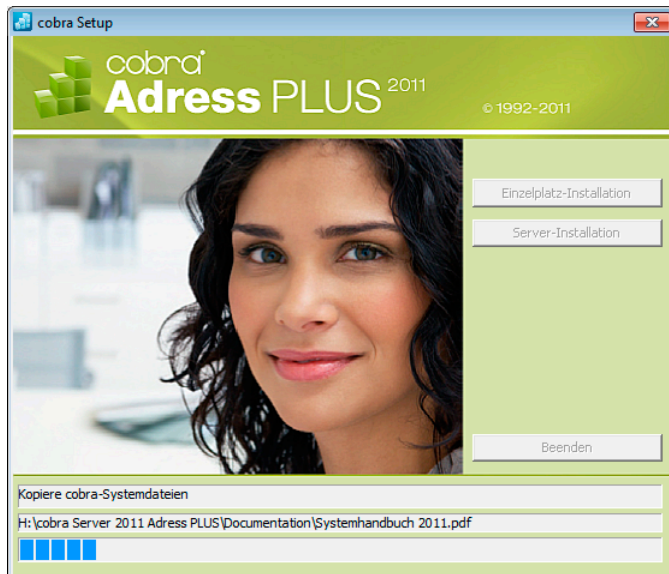 cobra Setup
cobra
Adress PLUS 2011
© 1992-2011
Einzelplatz-Installation
Server-Installation
Beenden
Kopiere cobra-Systemdateien
H:\cobra Server 2011 Adress PLUS\Documentation\Systemhandbuch 2011.pdf